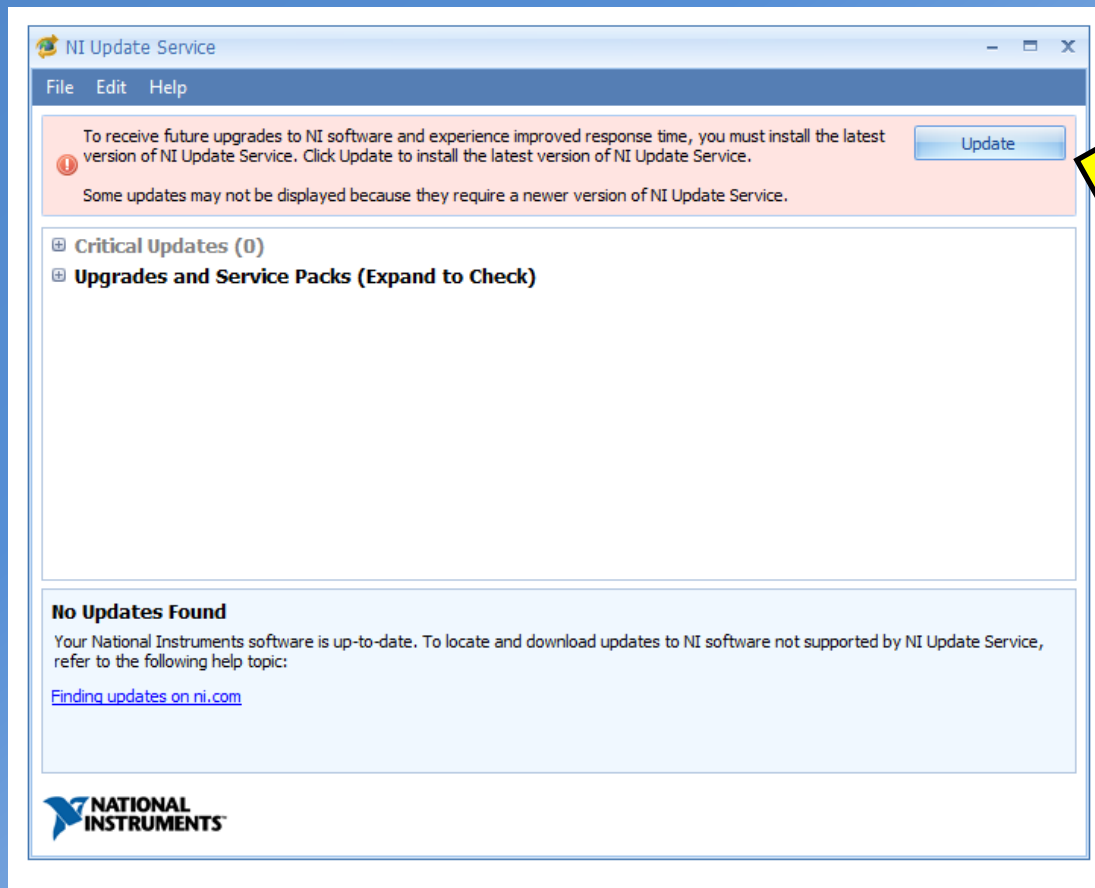 NI Update Service
File Edit Help
To receive future upgrades to NI software and experience improved response time, you must install the latest
version of NI Update Service. Click Update to install the latest version of NI Update Service.
Update
Some updates may not be displayed because they require a newer version of NI Update Service.
Critical Updates (0)
Upgrades and Service Packs (Expand to Check)
No Updates Found
Your National Instruments software is up-to-date. To locate and download updates to NI software not supported by NI Update Service,
refer to the following help topic:
Finding updates on ni.com
NATIONAL
INSTRUMENTS